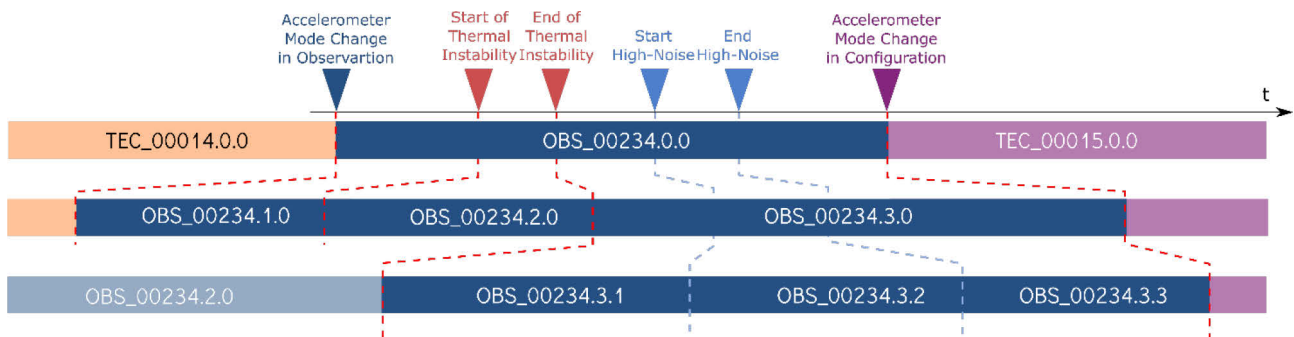 Accelerometer
Mode Change
in Observartion
Start of
Thermal
Instability
End of
Thermal
Instability
Start
High-Noise
End
High-Noise
Accelerometer
Mode Change
in Configuration
t
TEC_00014.0.0
OBS_00234.0.0
TEC_00015.0.0
OBS_00234.1.0
OBS_00234.2.0
OBS_00234.3.0
OBS_00234.2.0
OBS_00234.3.1
OBS_00234.3.2
OBS_00234.3.3